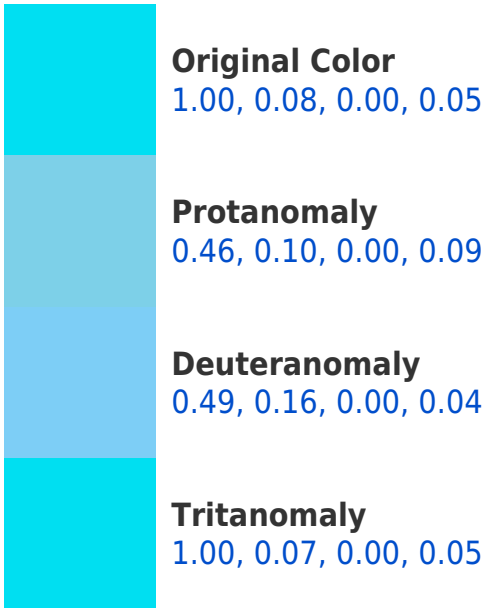 Original Color
1.00, 0.08, 0.00, 0.05
Protanomaly
0.46, 0.10, 0.00, 0.09
Deuteranomaly
0.49, 0.16, 0.00, 0.04
Tritanomaly
1.00, 0.07, 0.00, 0.05